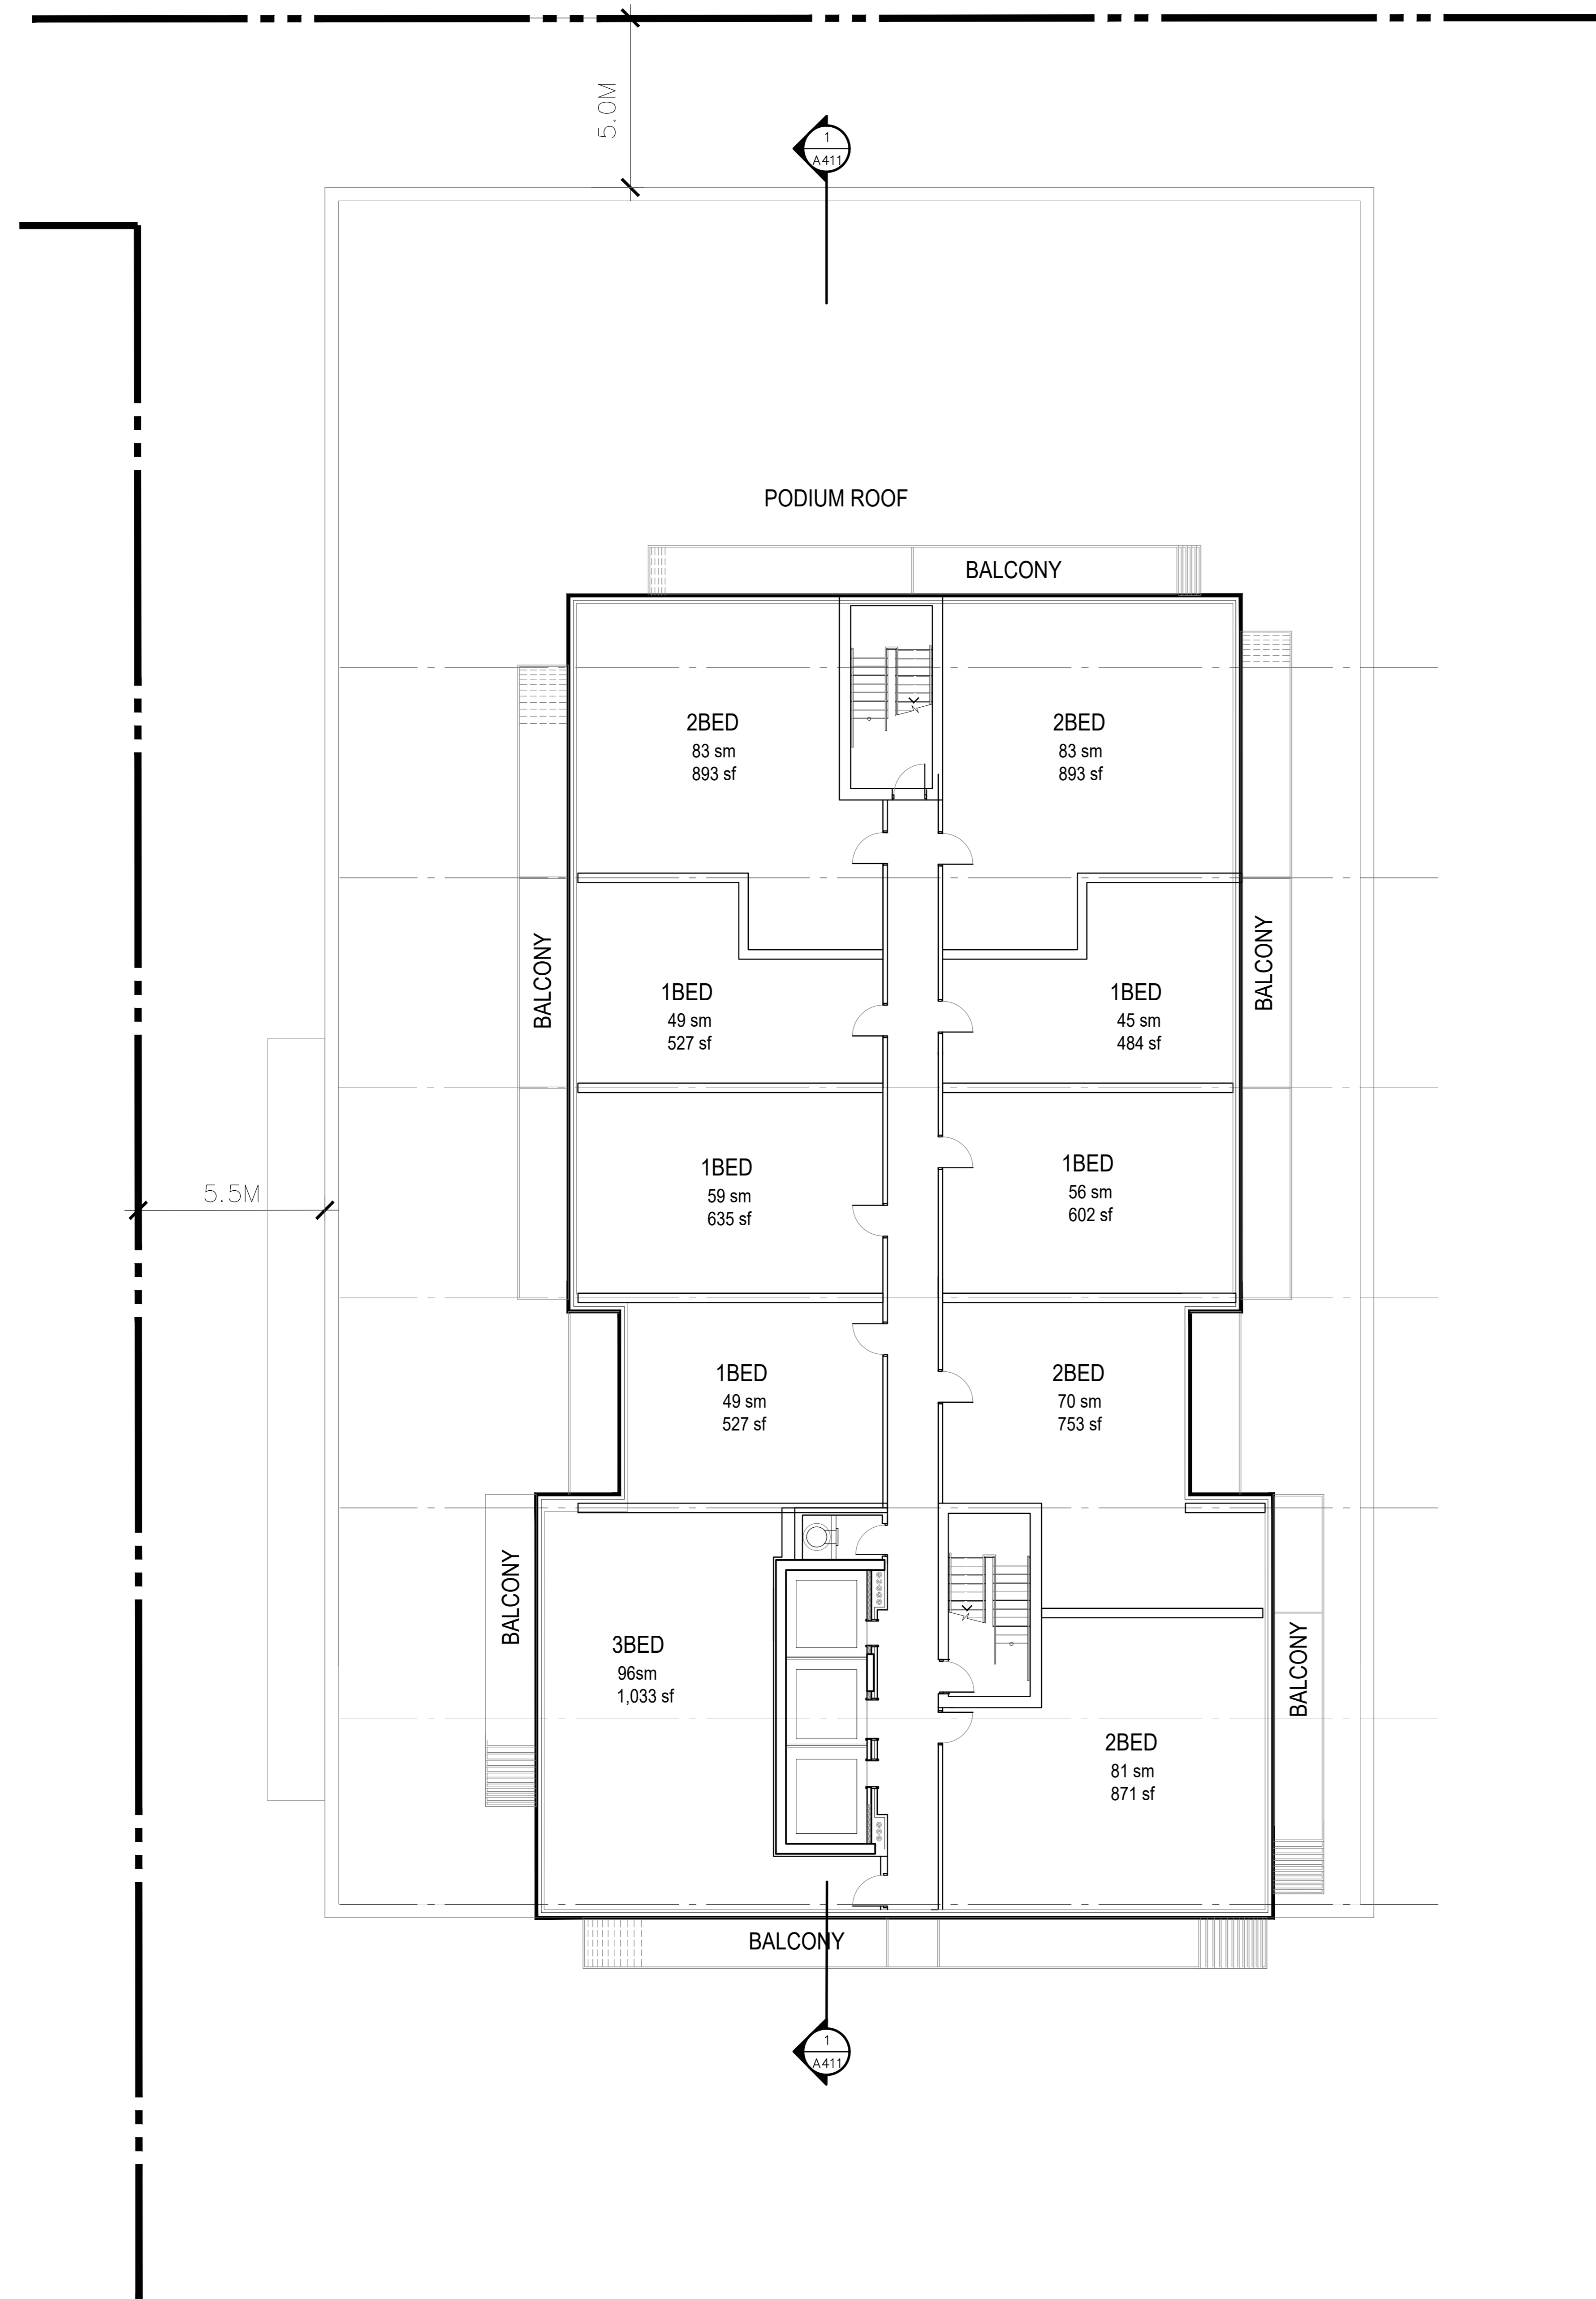 5.0M
1
A411
PODIUM ROOF
BALCONY
2BED
83 sm
893 sf
2BED
83 sm
893 sf
BALCONY
BALCONY
1BED
49 sm
527 sf
1BED
45 sm
484 sf
5.5M
1BED
59 sm
635 sf
1BED
56 sm
602 sf
1BED
49 sm
527 sf
2BED
70 sm
753 sf
BALCONY
3BED
96sm
1,033 sf
BALCONY
2BED
81 sm
871 sf
BALCONY
1
A411